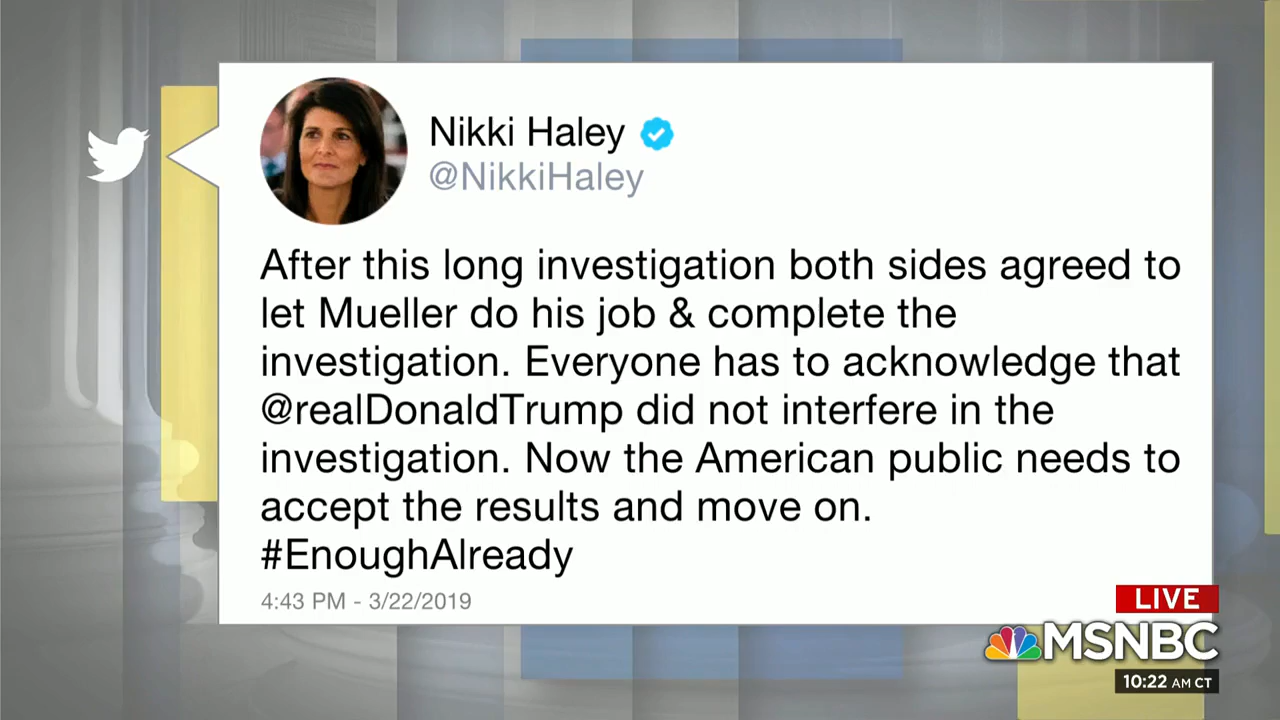 Nikki Haley
@NikkiHaley
After this long investigation both sides agreed to
let Mueller do his job & complete the
investigation. Everyone has to acknowledge that
@realDonaldTrump did not interfere in the
investigation. Now the American public needs to
accept the results and move on.
#EnoughAlready
4:43 PM - 3/22/2019
LIVE
MSNBC
10:22 AM CT